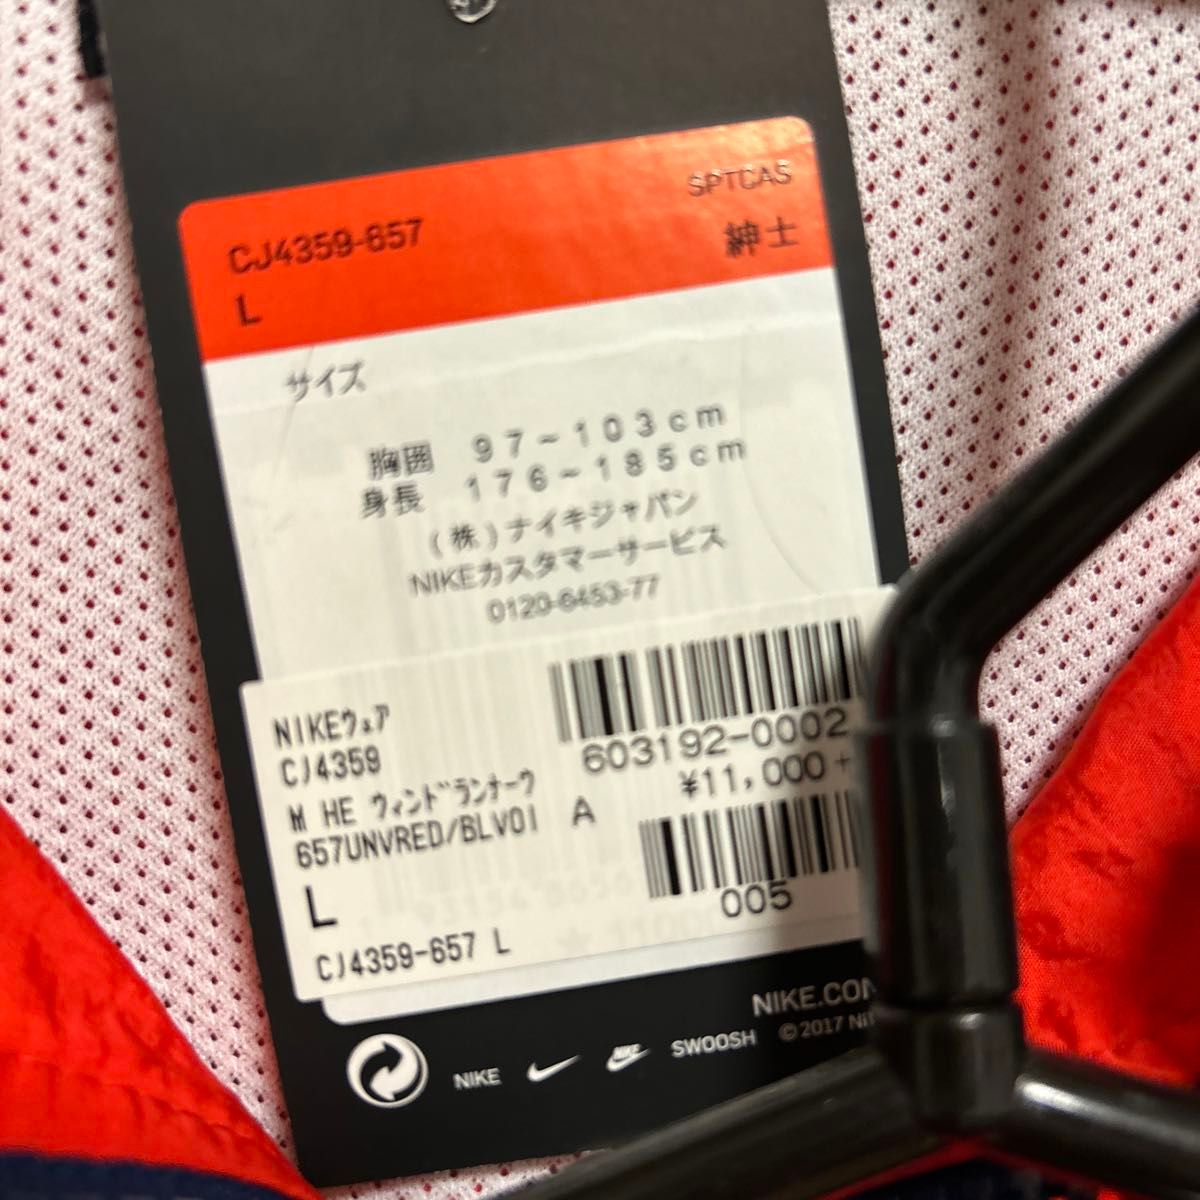 SPTCAS
CJ4359-657
紳士
L
サイズ
胸囲 97~103cm
身長 176~185cm
(株)ナイキジャパン
NIKEカスタマーサービス
0120-6453-77
NIKEウェア
CJ4359
M HE ウィンドランナーウ
657UNVRED/BLVOI A
L
CJ4359-657 L
603192-0002
¥11,000+
005
NIKE.COM
NIKE
SWOOSH
© 2017